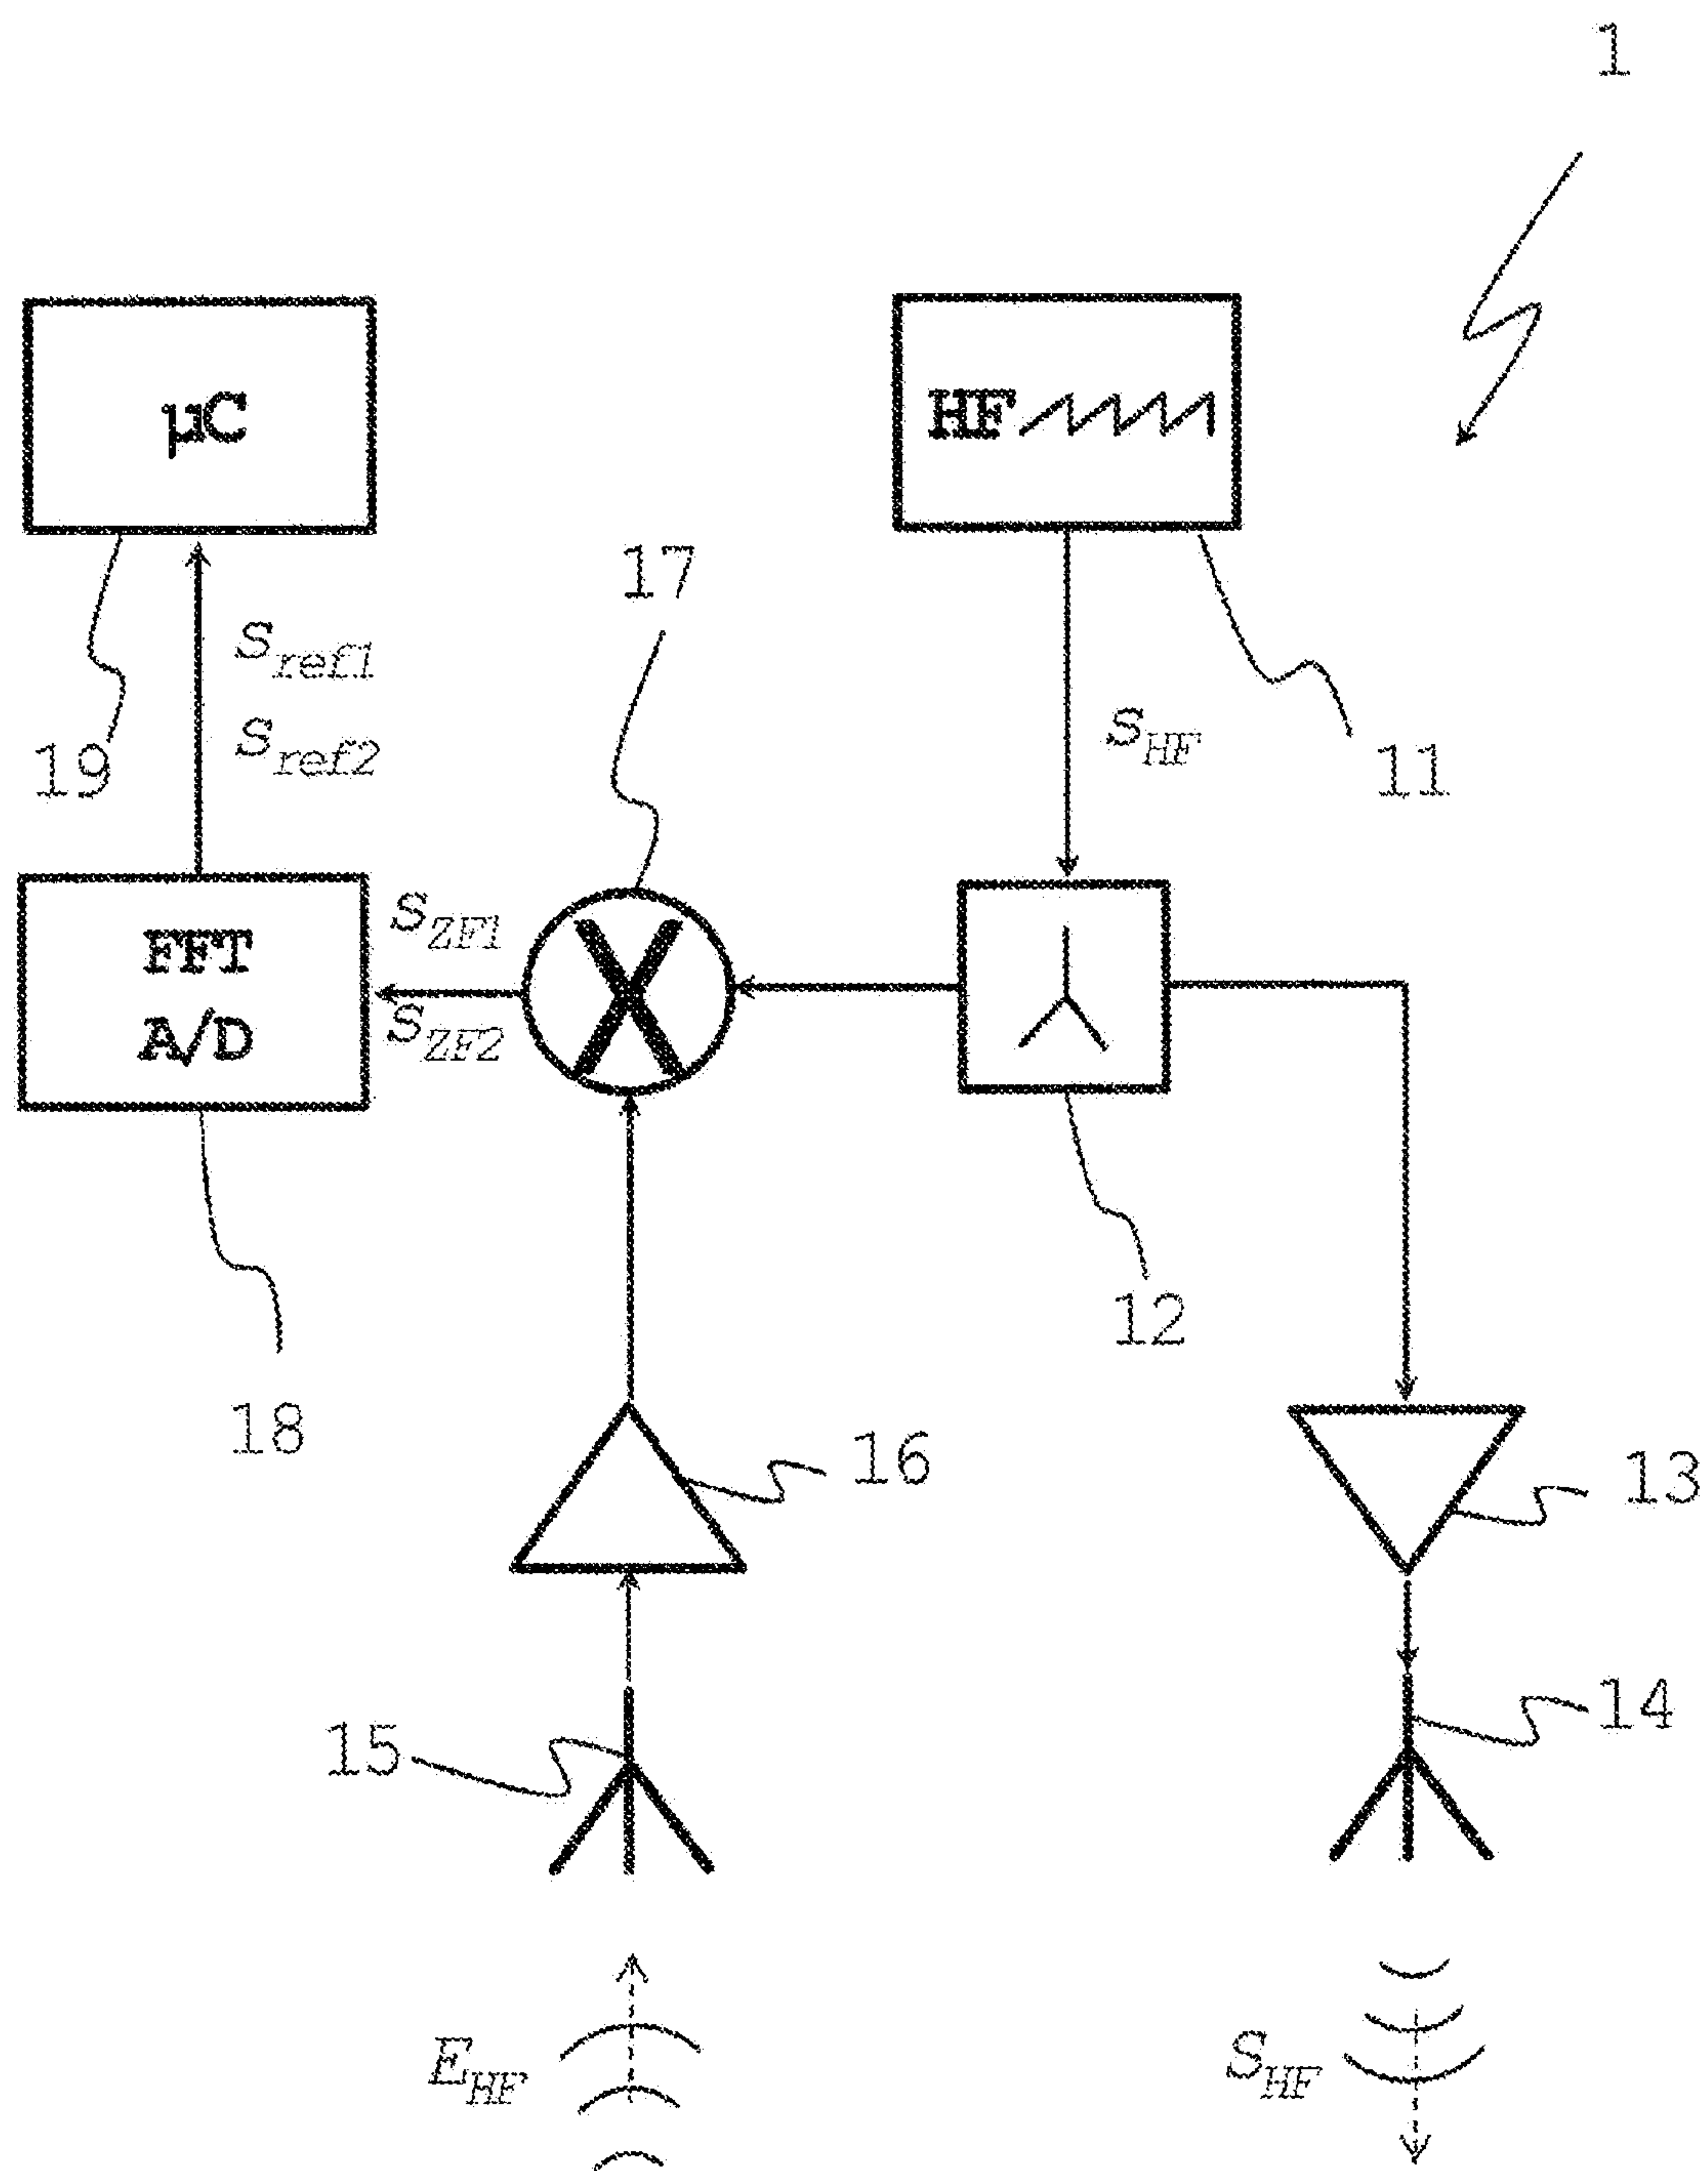 1
µC
HF
17
s_ref1
s_HF
s_ref2
19
11
s_ZF1
FFT
A/D
s_ZF2
12
18
16
13
14
15
E_HF
S_HF